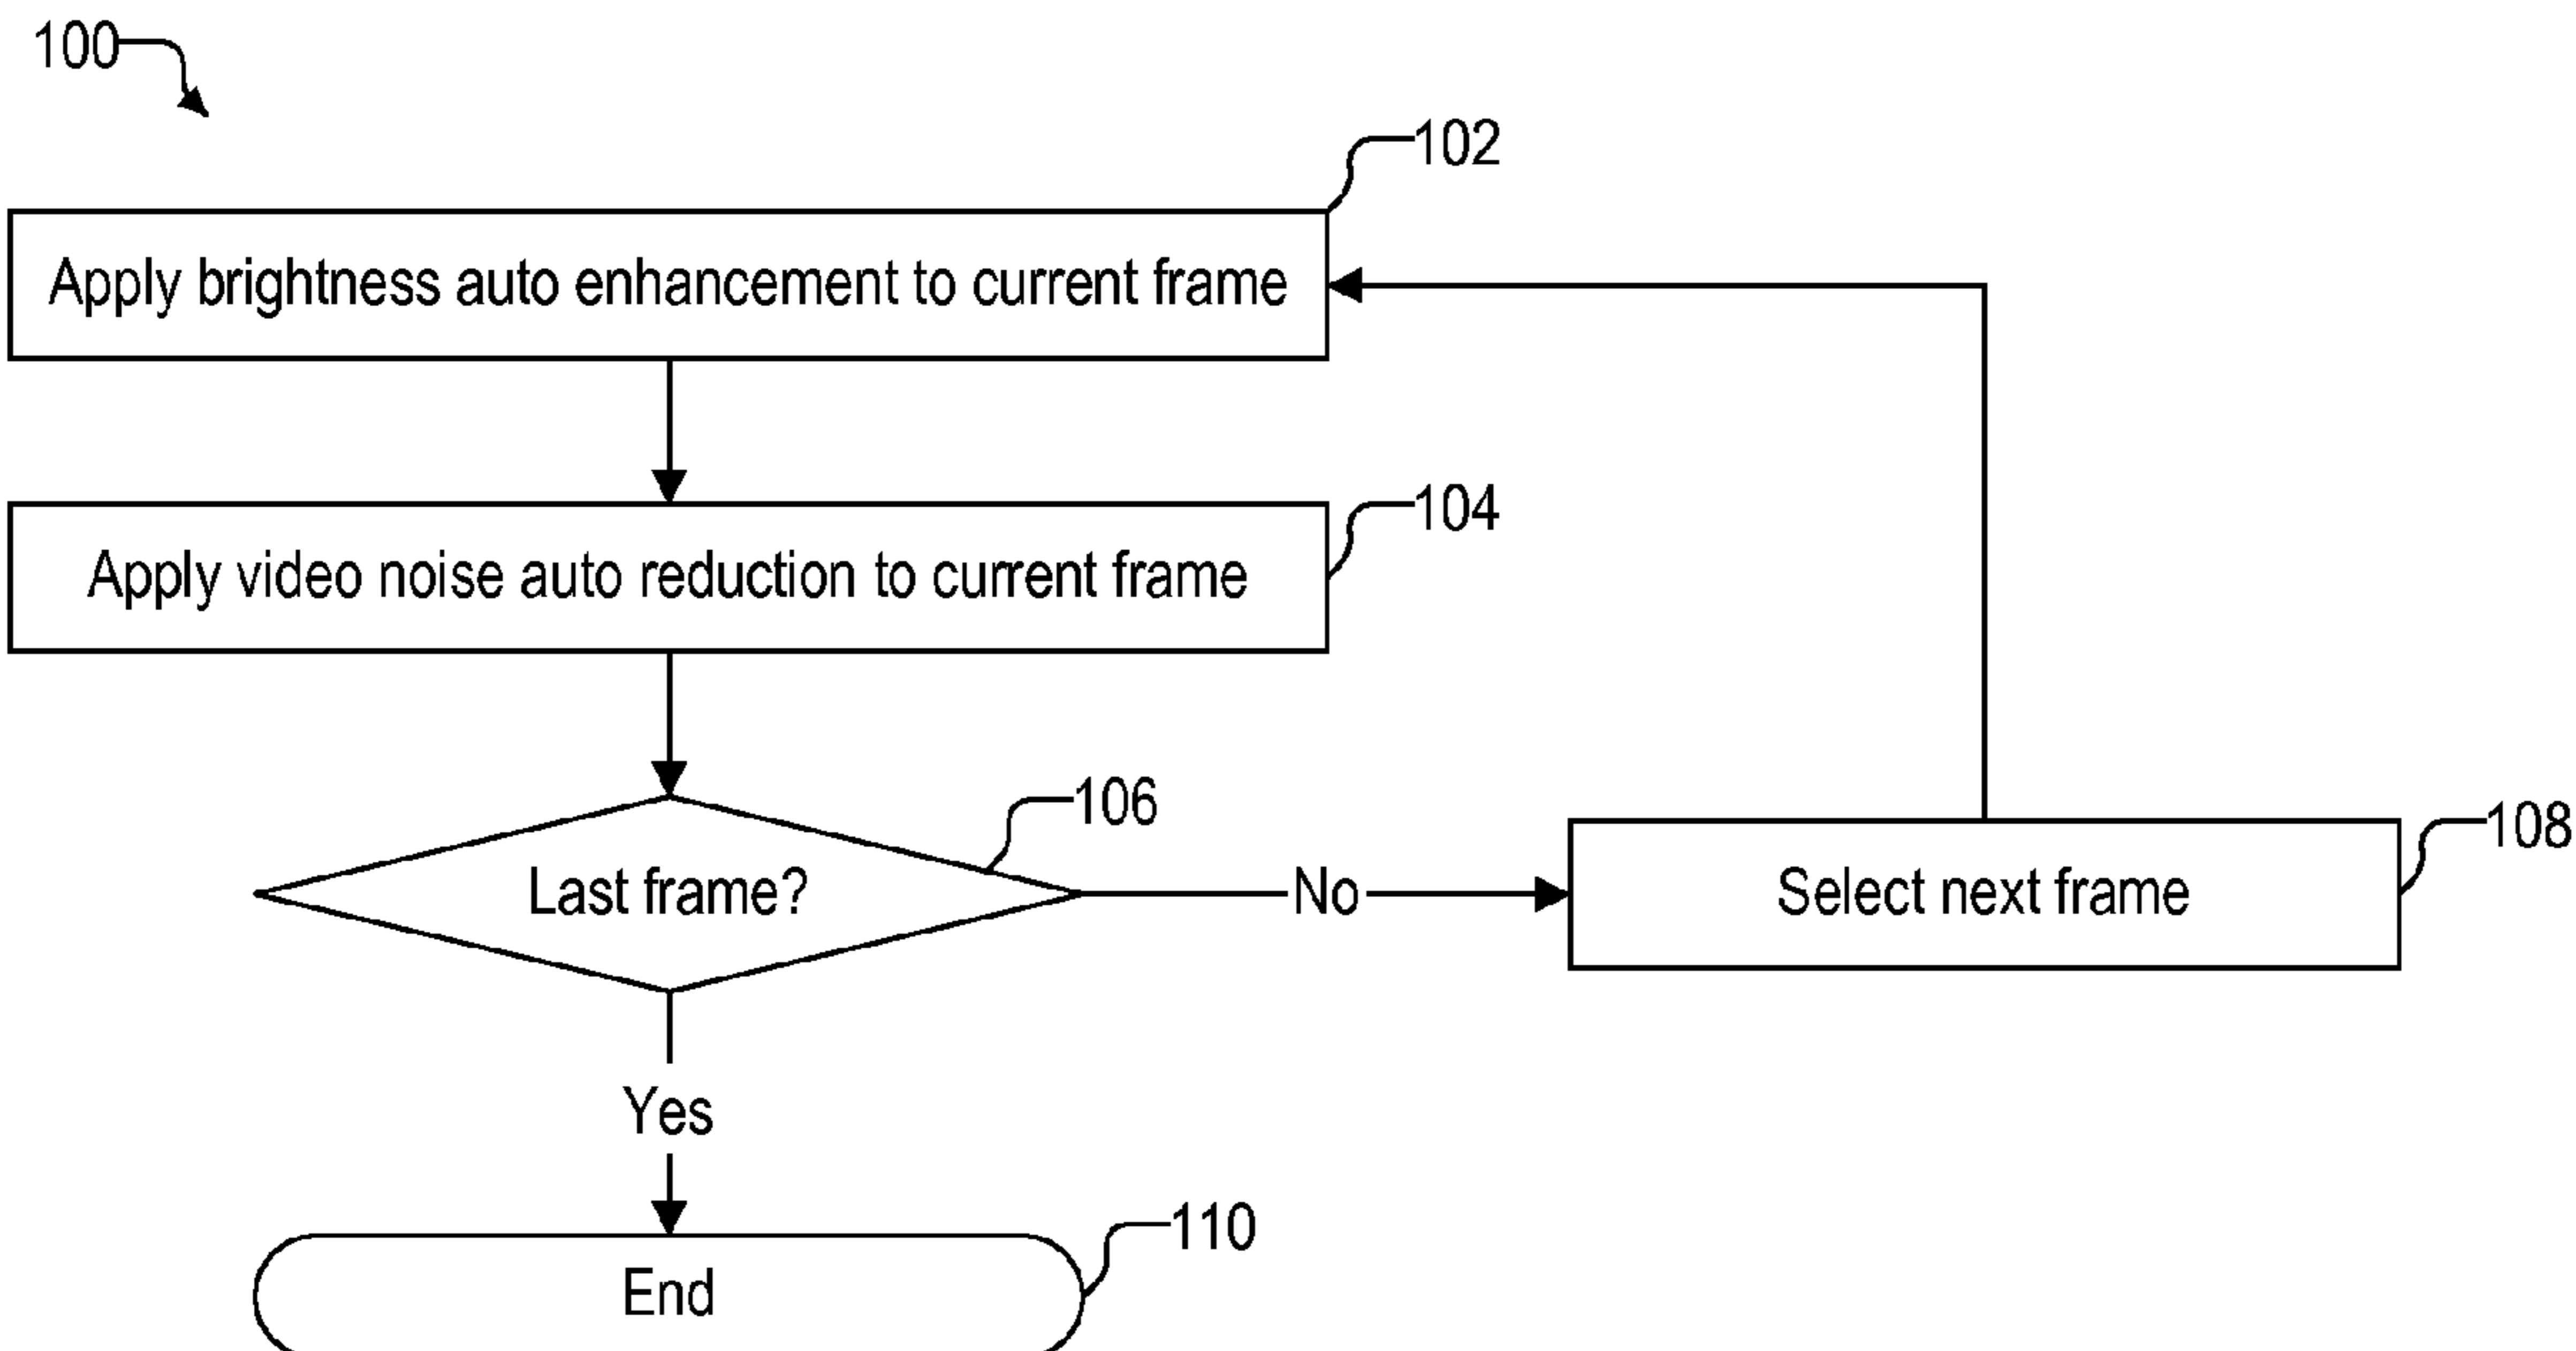 100
102
Apply brightness auto enhancement to current frame
104
Apply video noise auto reduction to current frame
106
Last frame?
No
108
Select next frame
Yes
110
End